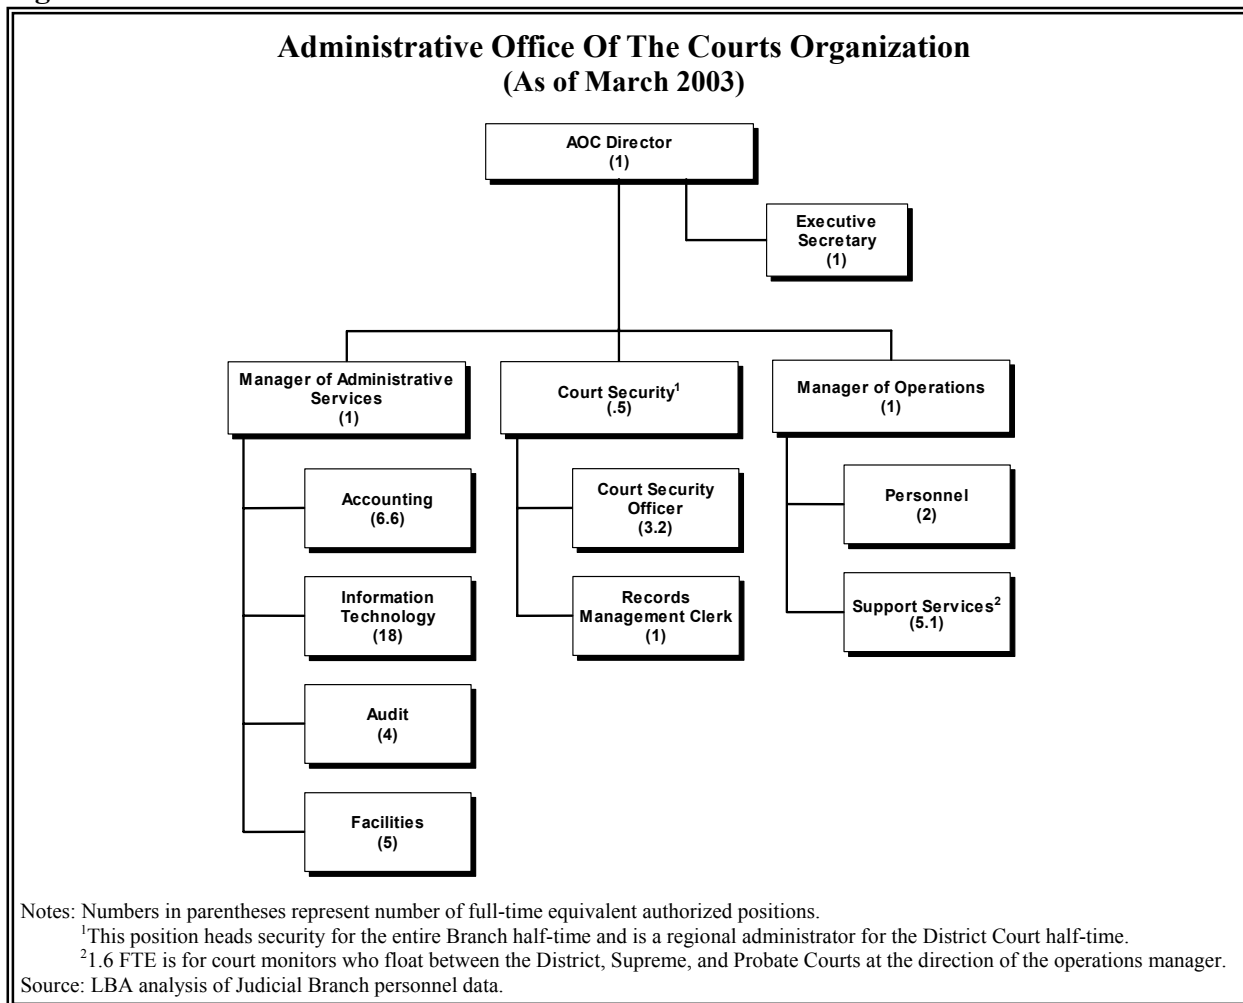 Administrative Office Of The Courts Organization
(As of March 2003)
AOC Director
(1)
Executive
Secretary
(1)
Manager of Administrative
Services
(1)
Court Security¹
(.5)
Manager of Operations
(1)
Accounting
(6.6)
Court Security
Officer
(3.2)
Personnel
(2)
Information
Technology
(18)
Records
Management Clerk
(1)
Support Services²
(5.1)
Audit
(4)
Facilities
(5)
Notes: Numbers in parentheses represent number of full-time equivalent authorized positions.
¹This position heads security for the entire Branch half-time and is a regional administrator for the District Court half-time.
²1.6 FTE is for court monitors who float between the District, Supreme, and Probate Courts at the direction of the operations manager.
Source: LBA analysis of Judicial Branch personnel data.